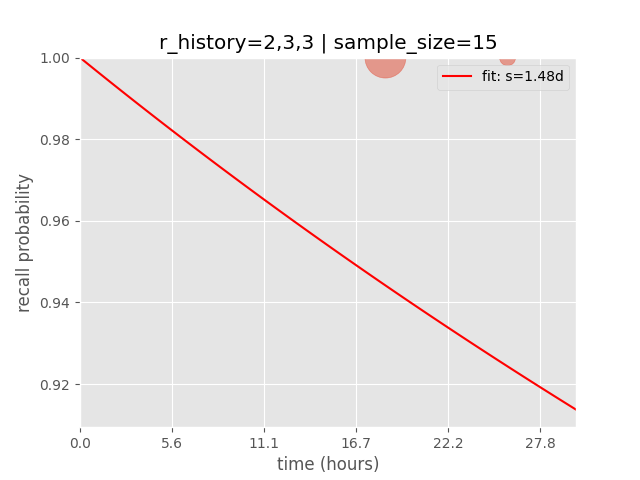 r_history=2,3,3 | sample_size=15
fit: s=1.48d
recall probability
1.00
0.98
0.96
0.94
0.92
0.0 5.6 11.1 16.7 22.2 27.8
time (hours)